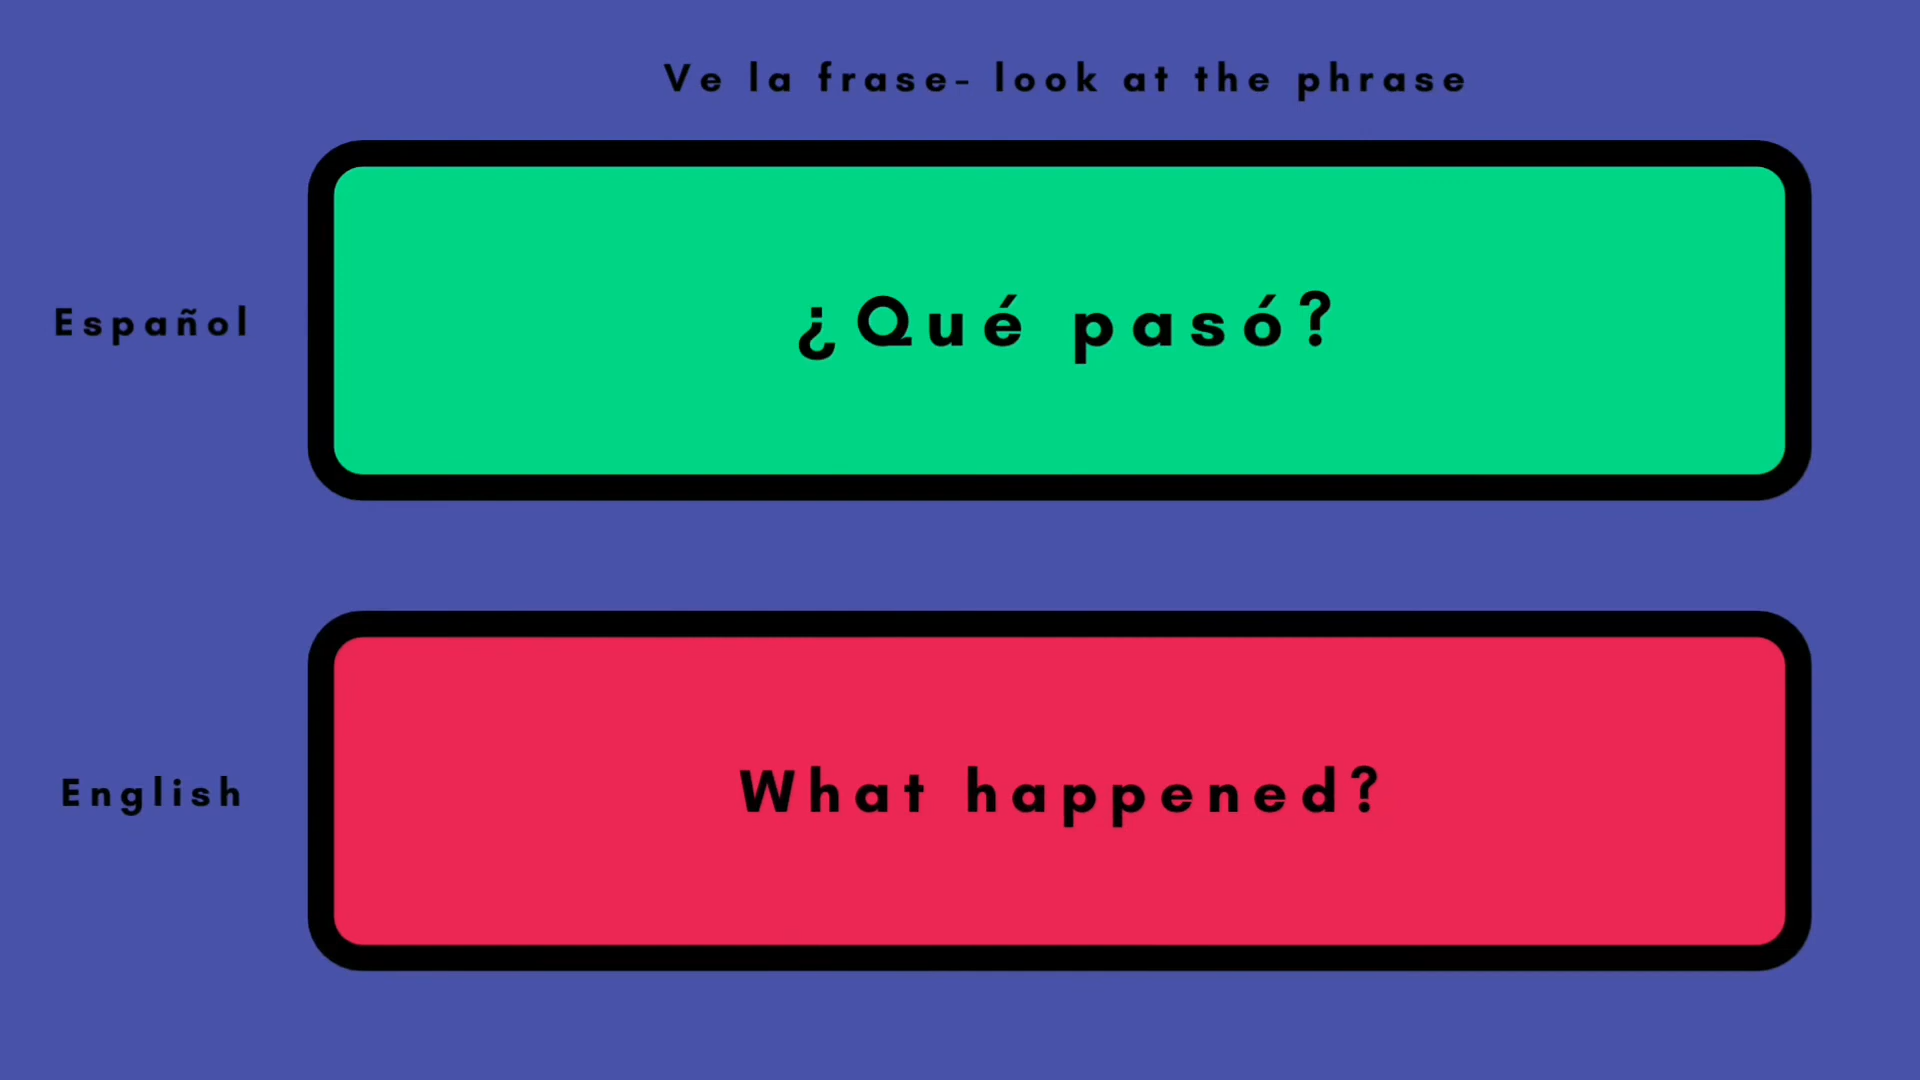 Ve la frase- look at the phrase
Español
¿Qué pasó?
English
What happened?